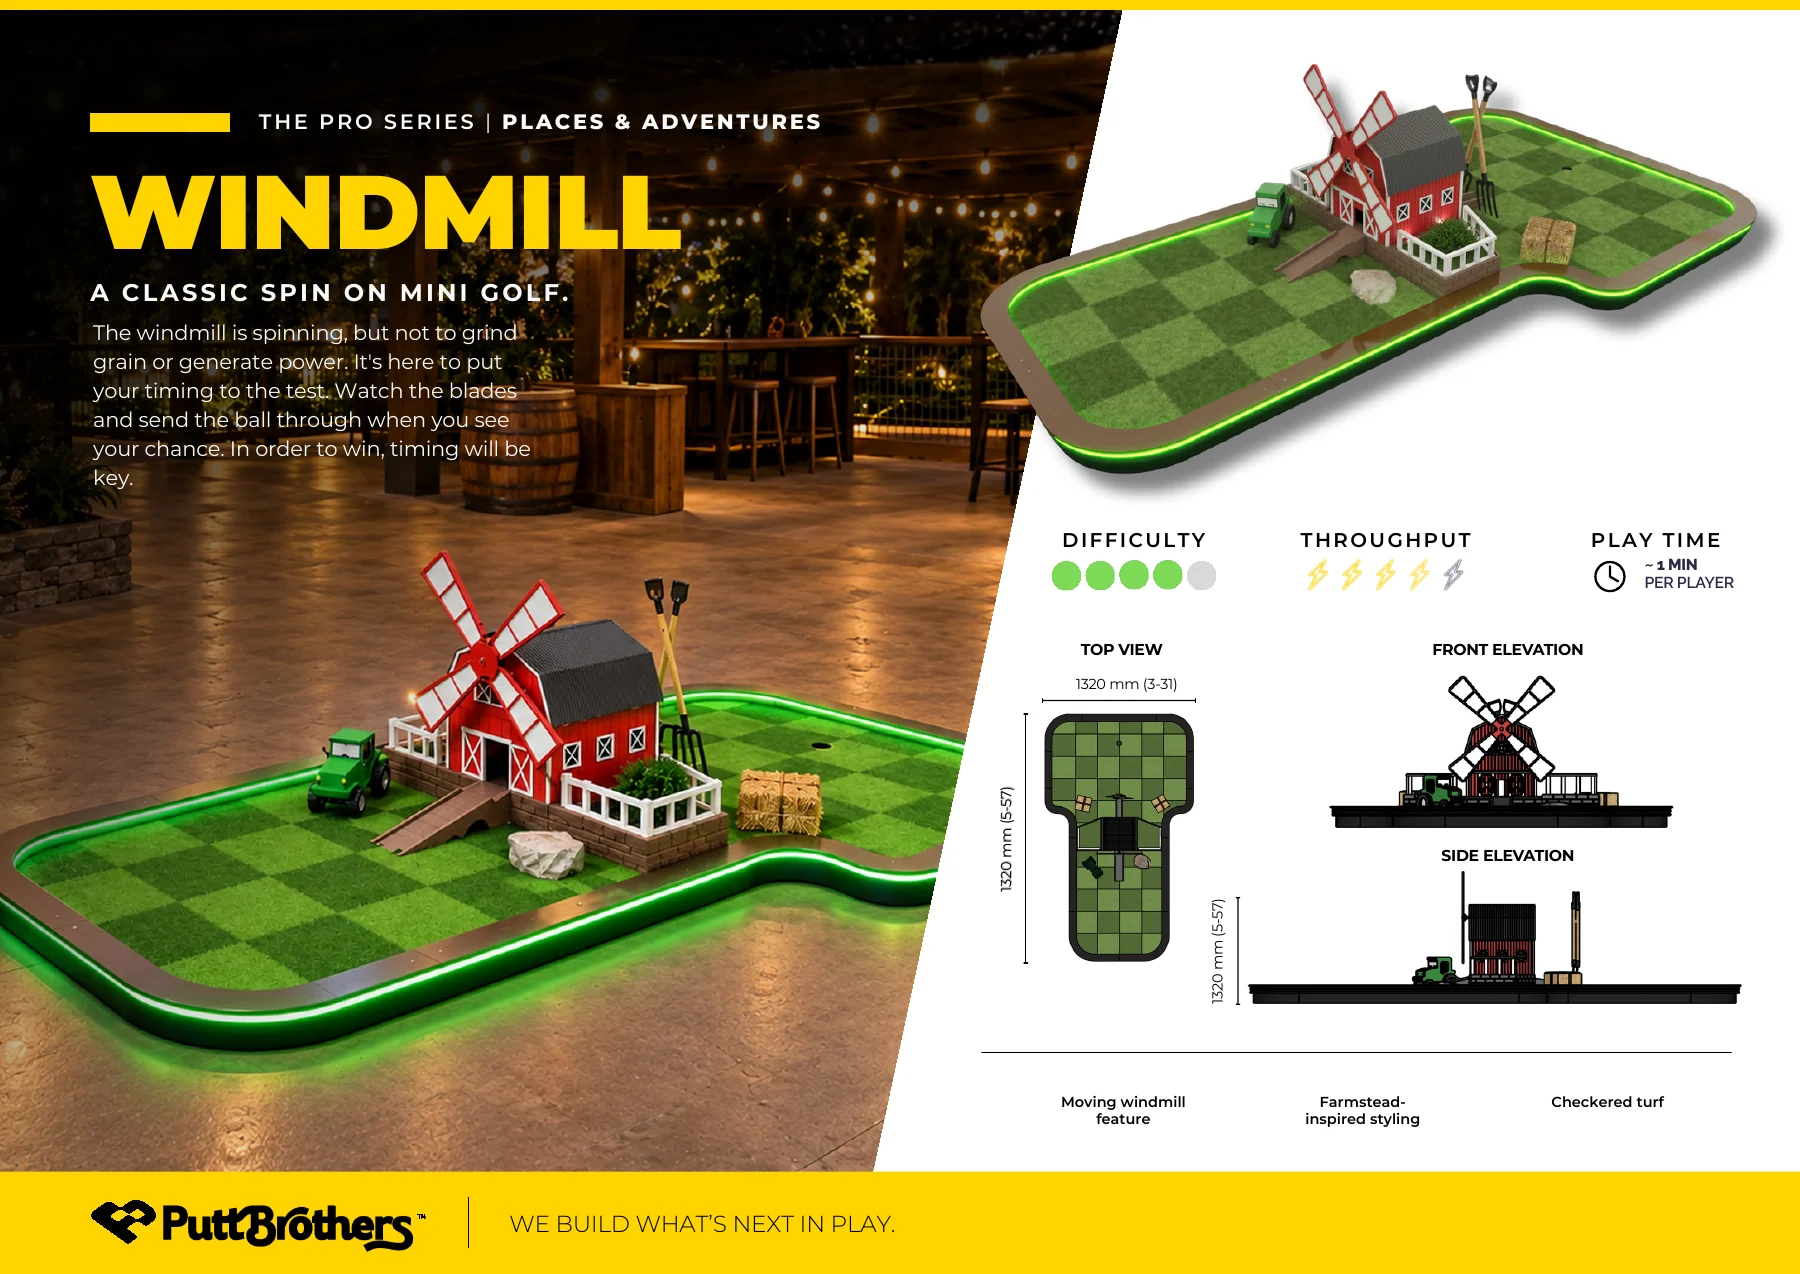 THE PRO SERIES | PLACES & ADVENTURES
WINDMILL
A CLASSIC SPIN ON MINI GOLF.
The windmill is spinning, but not to grind
grain or generate power. It's here to put
your timing to the test. Watch the blades
and send the ball through when you see
your chance. In order to win, timing will be
key.
DIFFICULTY
THROUGHPUT
PLAY TIME
~ 1 MIN
PER PLAYER
TOP VIEW
1320 mm (3-31)
1320 mm (5-57)
FRONT ELEVATION
SIDE ELEVATION
1320 mm (5-57)
Moving windmill
feature
Farmstead-
inspired styling
Checkered turf
PuttBrothers™
WE BUILD WHAT'S NEXT IN PLAY.